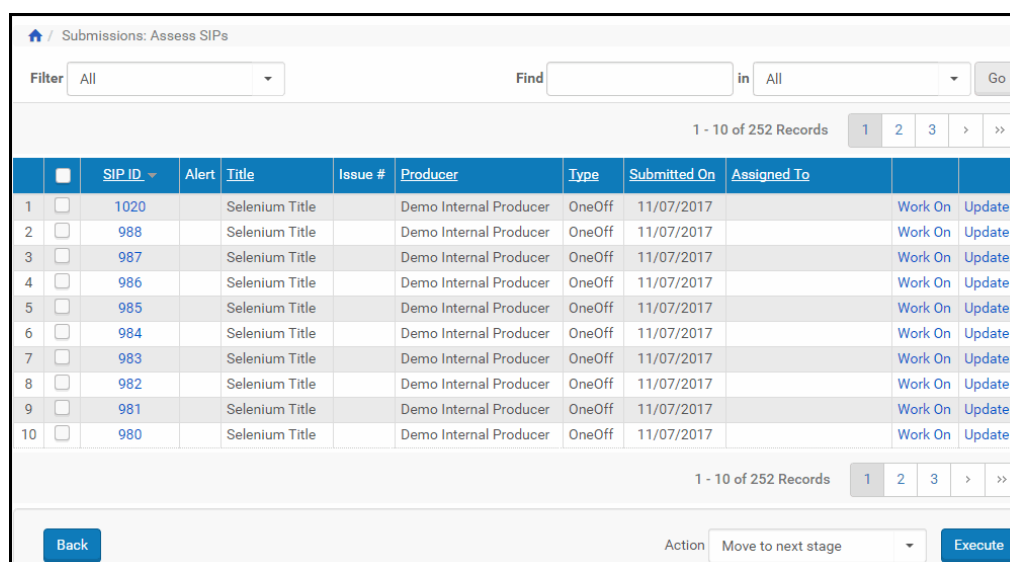 / Submissions: Assess SIPs
Filter All Find in All Go
1 - 10 of 252 Records 1 2 3 > >>
SIP ID Alert Title Issue # Producer Type Submitted On Assigned To
1 1020 Selenium Title Demo Internal Producer OneOff 11/07/2017 Work On Update
2 988 Selenium Title Demo Internal Producer OneOff 11/07/2017 Work On Update
3 987 Selenium Title Demo Internal Producer OneOff 11/07/2017 Work On Update
4 986 Selenium Title Demo Internal Producer OneOff 11/07/2017 Work On Update
5 985 Selenium Title Demo Internal Producer OneOff 11/07/2017 Work On Update
6 984 Selenium Title Demo Internal Producer OneOff 11/07/2017 Work On Update
7 983 Selenium Title Demo Internal Producer OneOff 11/07/2017 Work On Update
8 982 Selenium Title Demo Internal Producer OneOff 11/07/2017 Work On Update
9 981 Selenium Title Demo Internal Producer OneOff 11/07/2017 Work On Update
10 980 Selenium Title Demo Internal Producer OneOff 11/07/2017 Work On Update
1 - 10 of 252 Records 1 2 3 > >>
Back Action Move to next stage Execute